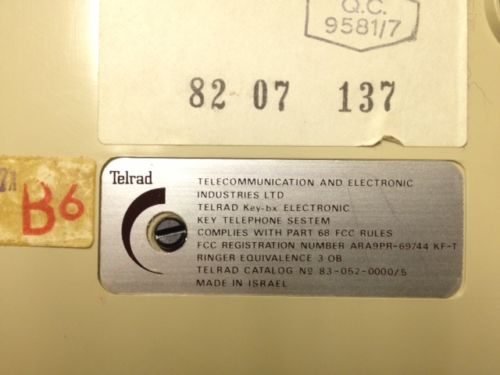 Q.C.
9581/7
82 07 137
7A
B6
Telrad
TELECOMMUNICATION AND ELECTRONIC
INDUSTRIES LTD
TELRAD Key-bx ELECTRONIC
KEY TELEPHONE SESTEM
COMPLIES WITH PART 68 FCC RULES
FCC REGISTRATION NUMBER ARA9PR-69744 KF-T
RINGER EQUIVALENCE 3 OB
TELRAD CATALOG Nº 83-052-0000/5
MADE IN ISRAEL